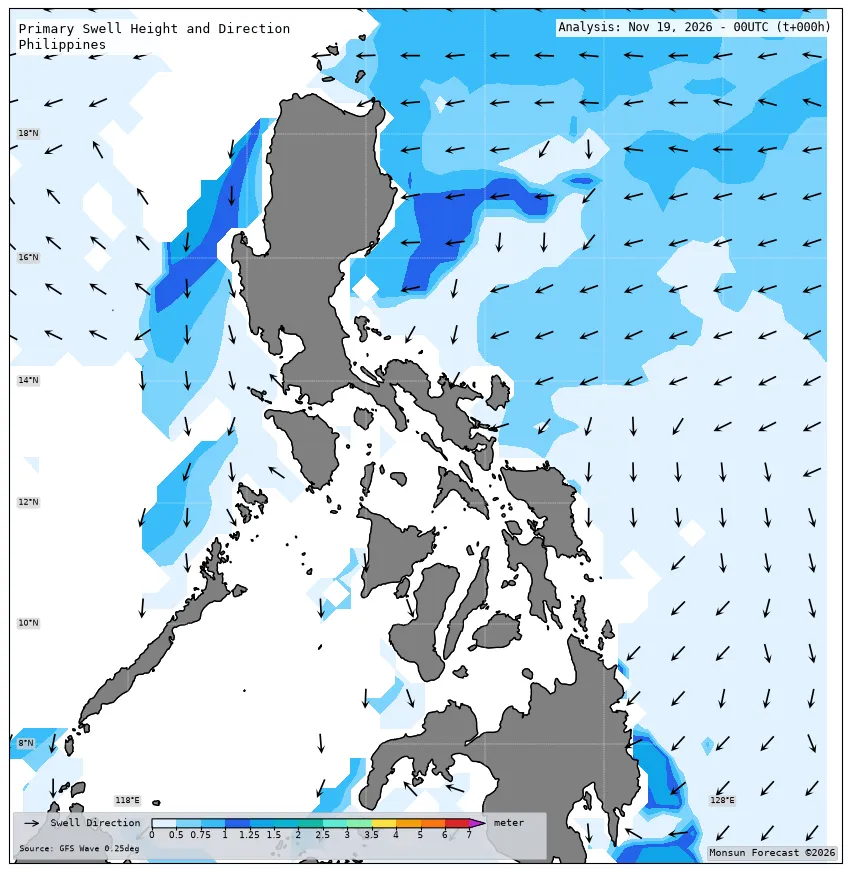 Primary Swell Height and Direction
Philippines
Analysis: Nov 19, 2026 - 00UTC (t+000h)
18°N
16°N
14°N
12°N
10°N
8°N
118°E
128°E
Swell Direction
0 0.5 0.75 1 1.25 1.5 2 2.5 3 3.5 4 5 6 7
meter
Source: GFS Wave 0.25deg
Monsun Forecast ©2026